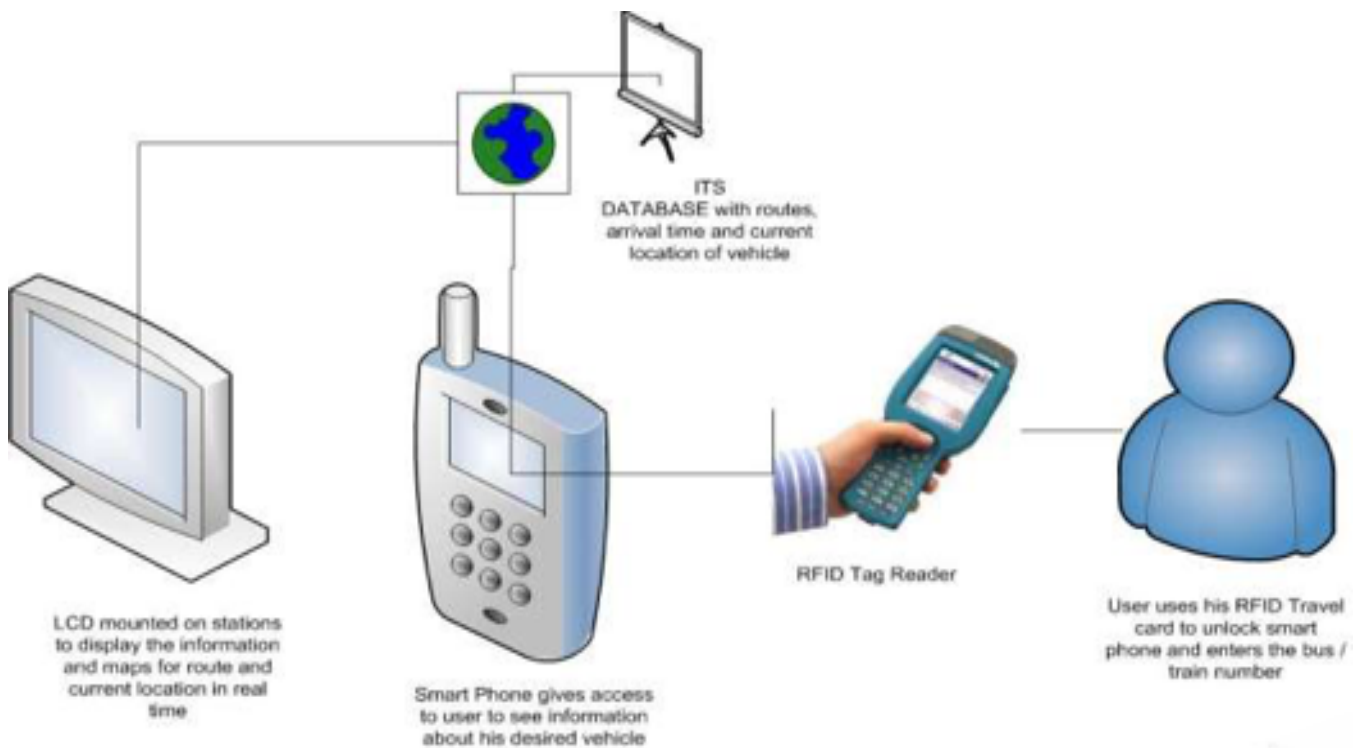 ITS
DATABASE with routes,
arrival time and current
location of vehicle
LCD mounted on stations
to display the information
and maps for route and
current location in real
time
Smart Phone gives access
to user to see information
about his desired vehicle
RFID Tag Reader
User uses his RFID Travel
card to unlock smart
phone and enters the bus /
train number